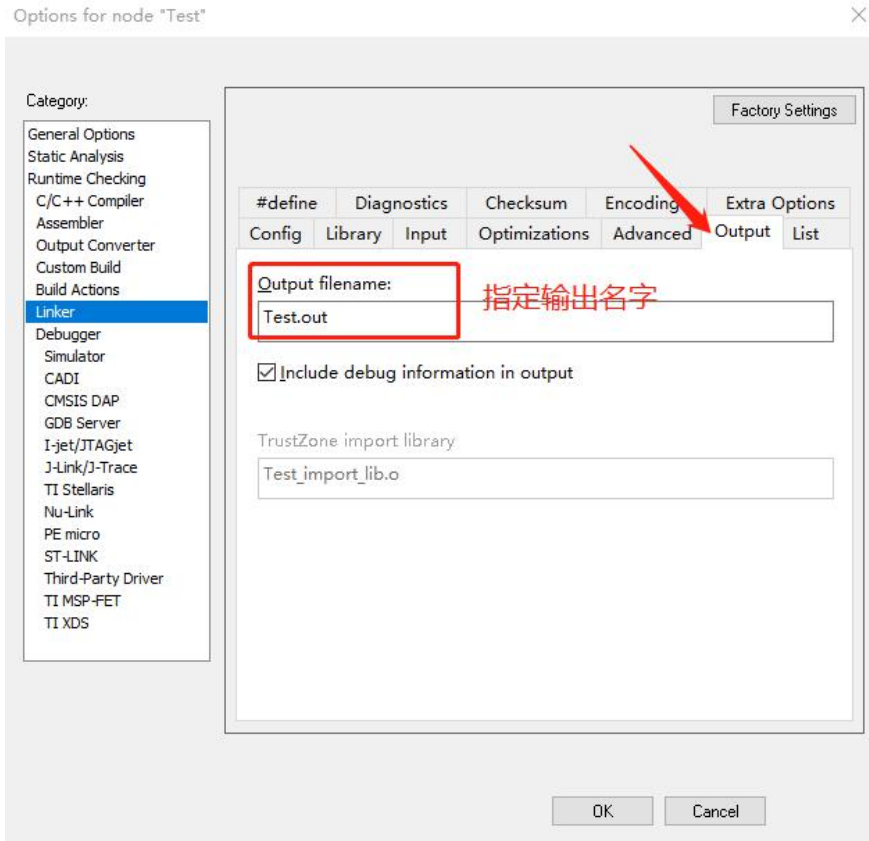 Options for node "Test"
Category:
General Options
Static Analysis
Runtime Checking
C/C++ Compiler
Assembler
Output Converter
Custom Build
Build Actions
Linker
Debugger
Simulator
CADI
CMSIS DAP
GDB Server
I-jet/JTAGjet
J-Link/J-Trace
TI Stellaris
Nu-Link
PE micro
ST-LINK
Third-Party Driver
TI MSP-FET
TI XDS
Factory Settings
#define Diagnostics Checksum Encoding Extra Options
Config Library Input Optimizations Advanced Output List
Output filename:
指定输出名字
Test.out
Include debug information in output
TrustZone import library
Test_import_lib.o
OK Cancel